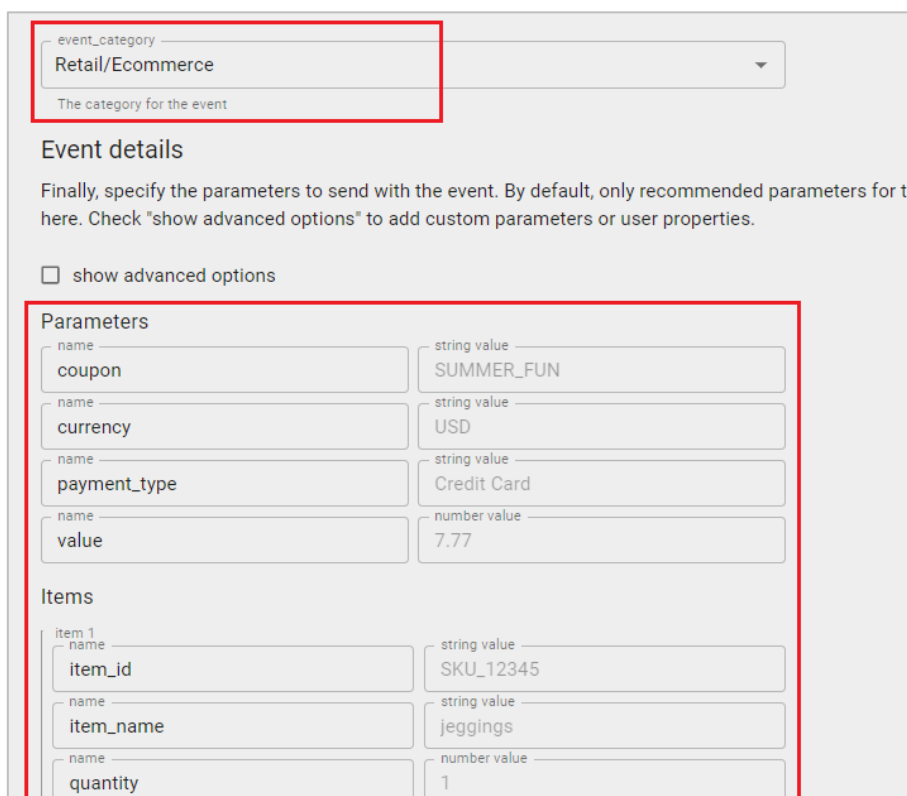 event_category
Retail/Ecommerce
The category for the event
Event details
Finally, specify the parameters to send with the event. By default, only recommended parameters for
here. Check "show advanced options" to add custom parameters or user properties.
show advanced options
Parameters
name string value
coupon SUMMER_FUN
name string value
currency USD
name string value
payment_type Credit Card
name number value
value 7.77
Items
item 1
name string value
item_id SKU_12345
name string value
item_name jeggings
name number value
quantity 1